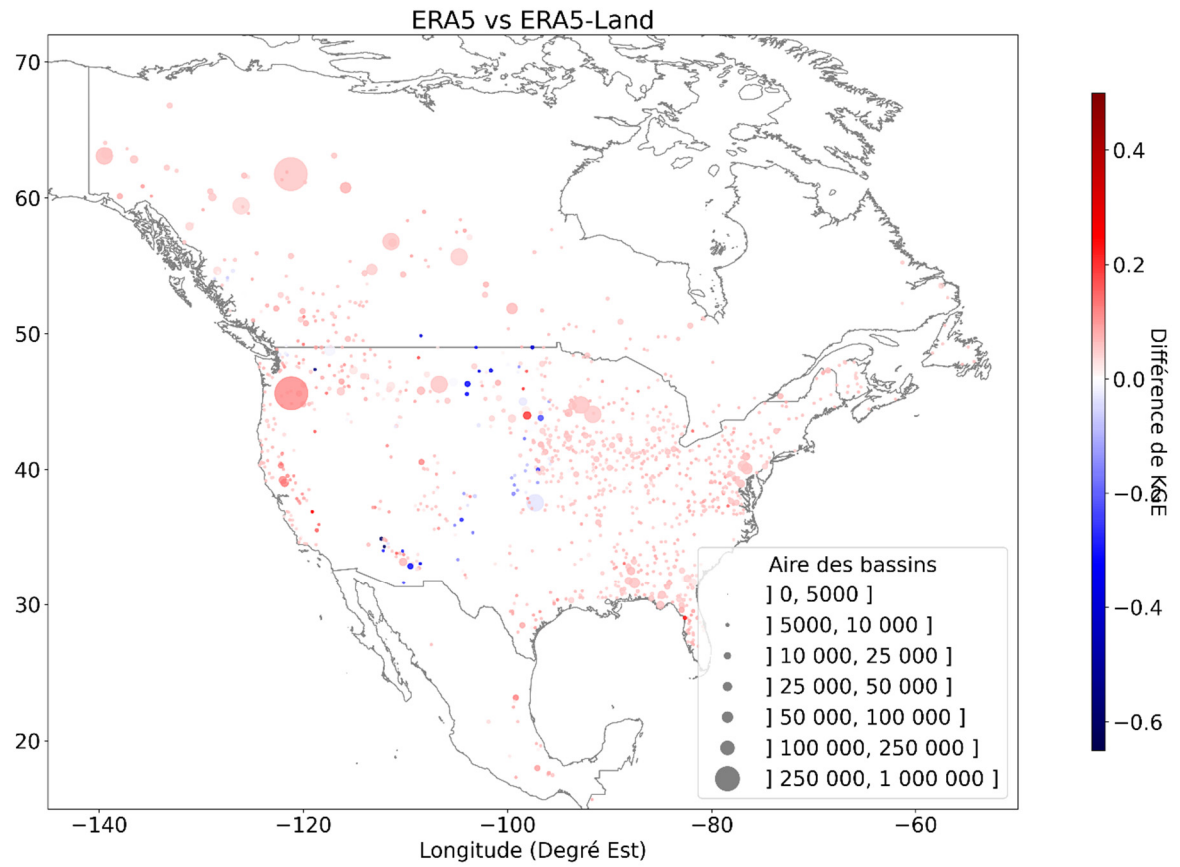 ERA5 vs ERA5-Land
70
60
50
40
30
20
−140
−120
−100
−80
−60
Longitude (Degré Est)
Aire des bassins
] 0, 5000 ]
] 5000, 10 000 ]
] 10 000, 25 000 ]
] 25 000, 50 000 ]
] 50 000, 100 000 ]
] 100 000, 250 000 ]
] 250 000, 1 000 000 ]
0.4
0.2
0.0
−0.2
−0.4
−0.6
Différence de KGE